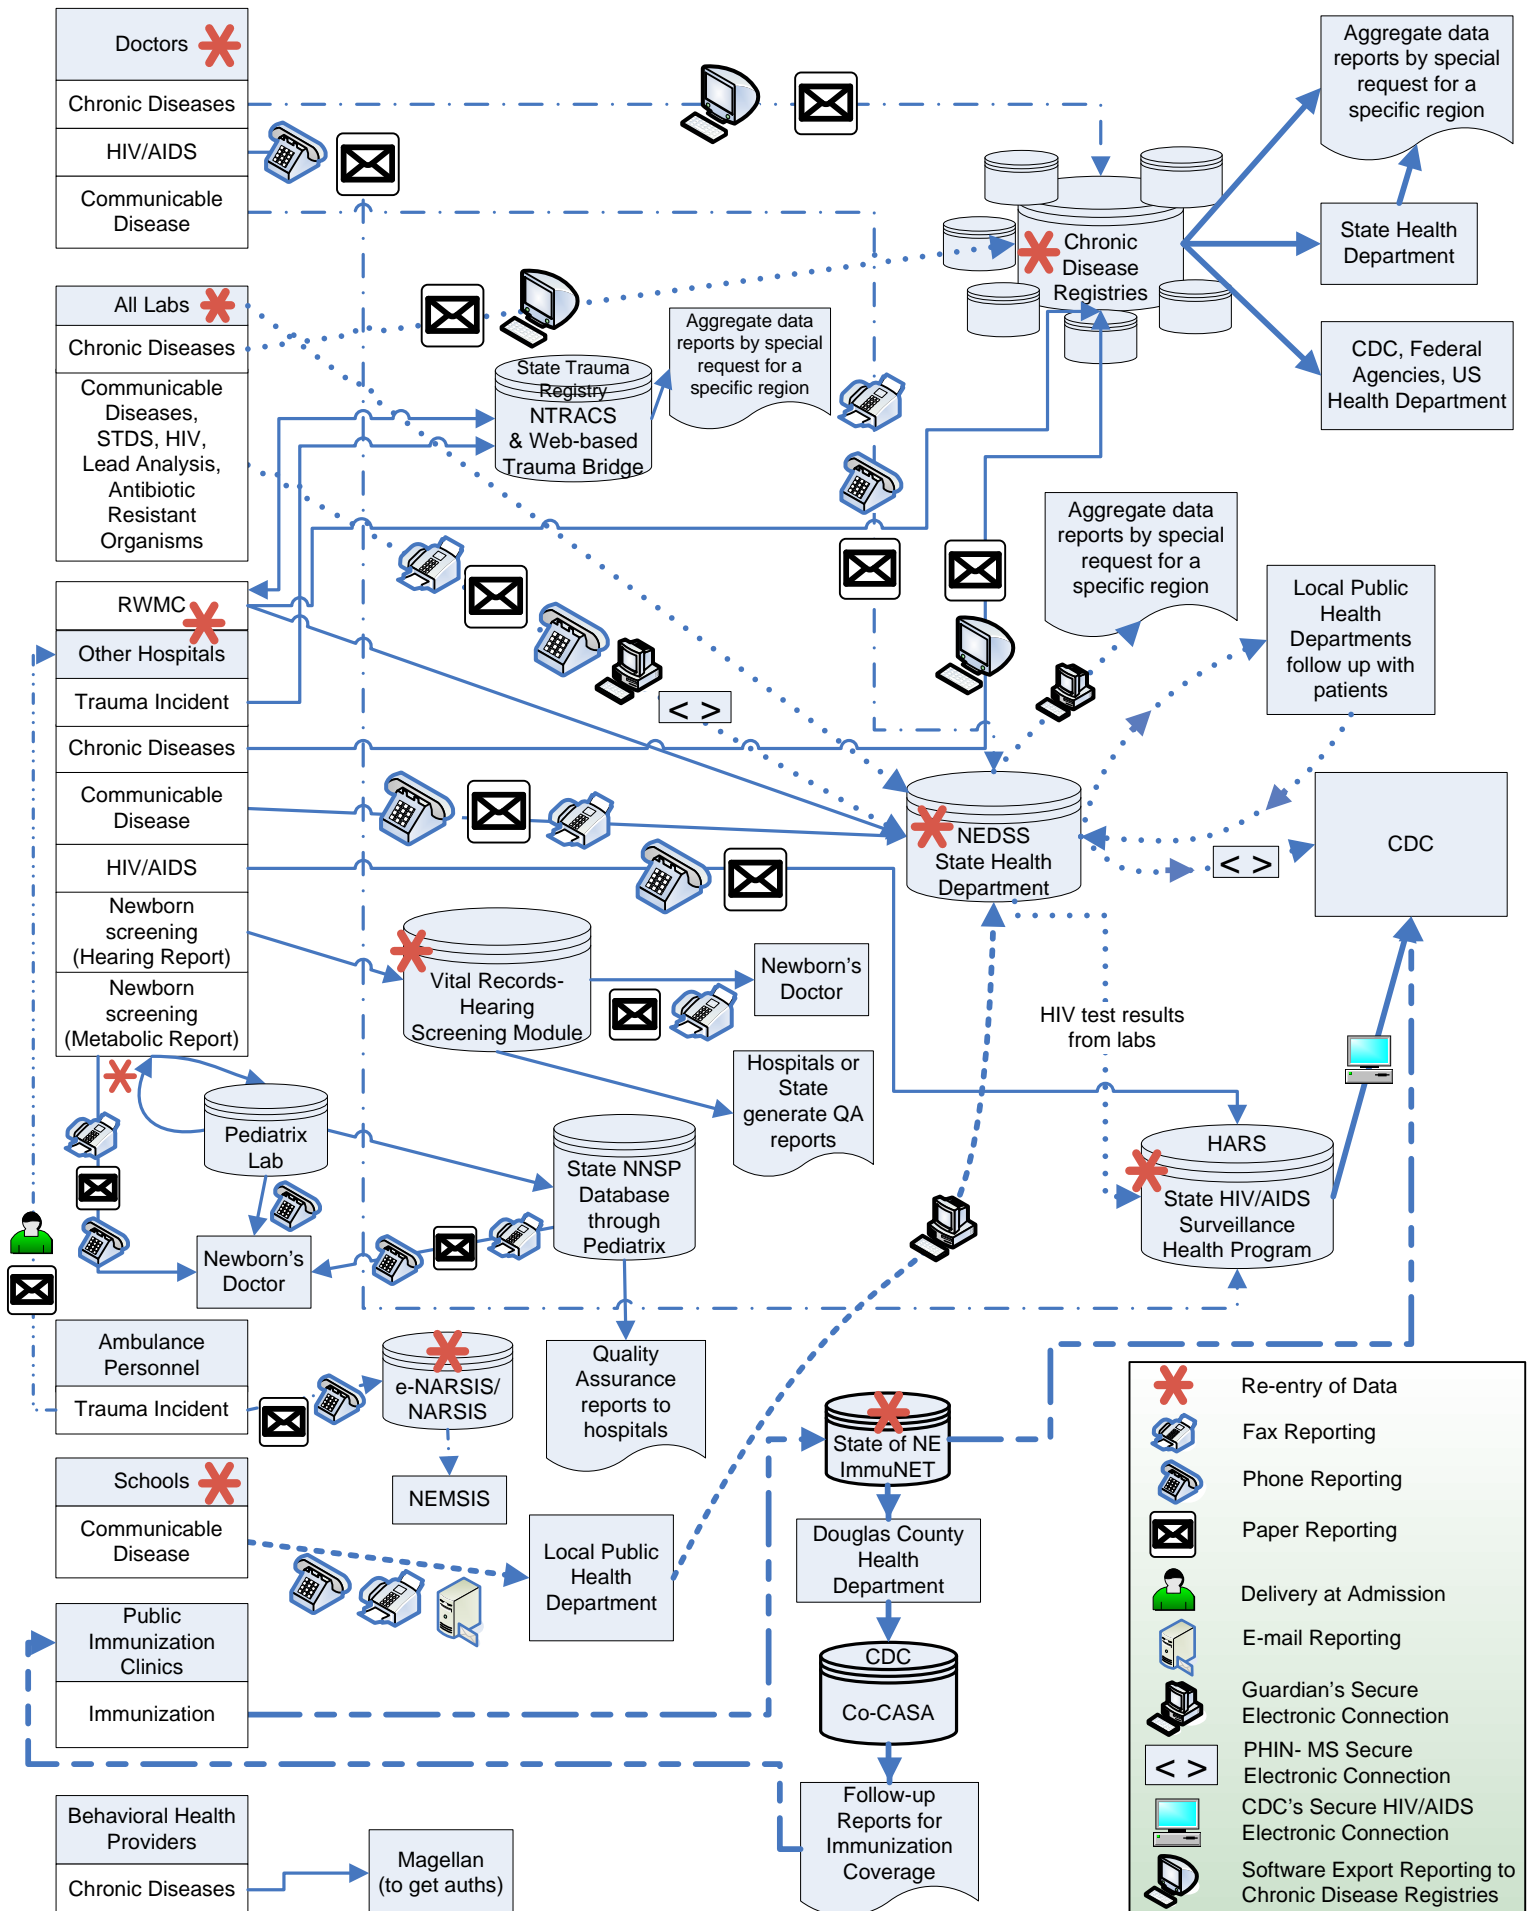 Doctors
Chronic Diseases
HIV/AIDS
Communicable
Disease
All Labs
Chronic Diseases
Communicable
Diseases,
STDS, HIV,
Lead Analysis,
Antibiotic
Resistant
Organisms
RWMC
Other Hospitals
Trauma Incident
Chronic Diseases
Communicable
Disease
HIV/AIDS
Newborn
screening
(Hearing Report)
Newborn
screening
(Metabolic Report)
Pediatrix
Lab
Newborn's
Doctor
Ambulance
Personnel
Trauma Incident
Schools
Communicable
Disease
Public
Immunization
Clinics
Immunization
Behavioral Health
Providers
Chronic Diseases
Magellan
(to get auths)
State Trauma
Registry
NTRACS
& Web-based
Trauma Bridge
Aggregate data
reports by special
request for a
specific region
Chronic
Disease
Registries
Aggregate data
reports by special
request for a
specific region
State Health
Department
CDC, Federal
Agencies, US
Health Department
Aggregate data
reports by special
request for a
specific region
Local Public
Health
Departments
follow up with
patients
< >
NEDSS
State Health
Department
< >
CDC
Vital Records-
Hearing
Screening Module
Newborn's
Doctor
Hospitals or
State
generate QA
reports
HIV test results
from labs
State NNSP
Database
through
Pediatrix
HARS
State HIV/AIDS
Surveillance
Health Program
Quality
Assurance
reports to
hospitals
e-NARSIS/
NARSIS
NEMSIS
Local Public
Health
Department
State of NE
ImmuNET
Douglas County
Health
Department
CDC
Co-CASA
Follow-up
Reports for
Immunization
Coverage
Re-entry of Data
Fax Reporting
Phone Reporting
Paper Reporting
Delivery at Admission
E-mail Reporting
Guardian's Secure
Electronic Connection
< >
PHIN- MS Secure
Electronic Connection
CDC's Secure HIV/AIDS
Electronic Connection
Software Export Reporting to
Chronic Disease Registries